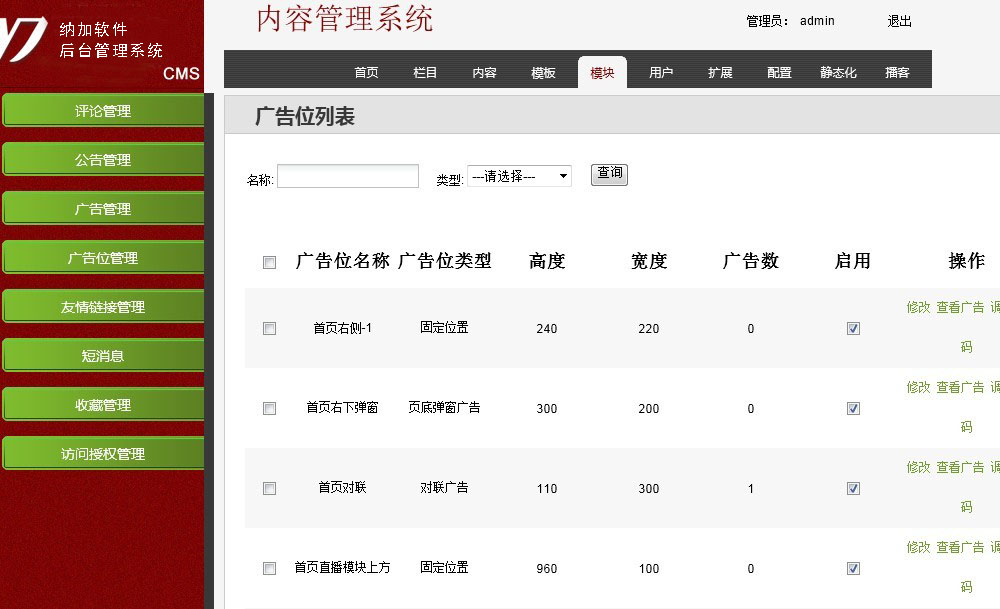 纳加软件
后台管理系统
CMS
内容管理系统
管理员： admin 退出
首页 栏目 内容 模板 模块 用户 扩展 配置 静态化 播客
评论管理
公告管理
广告管理
广告位管理
友情链接管理
短消息
收藏管理
访问授权管理
广告位列表
名称: 类型: ---请选择--- 查询
广告位名称 广告位类型 高度 宽度 广告数 启用 操作
首页右侧-1 固定位置 240 220 0 修改 查看广告 调
码
首页右下弹窗 页底弹窗广告 300 200 0 修改 查看广告 调
码
首页对联 对联广告 110 300 1 修改 查看广告 调
码
首页直播模块上方 固定位置 960 100 0 修改 查看广告 调
码